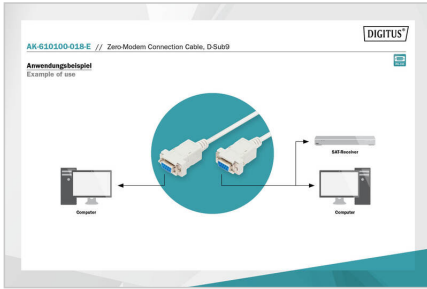 DIGITUS®
AK-610100-018-E // Zero-Modem Connection Cable, D-Sub9
Anwendungsbeispiel
Example of use
SAT-Receiver
Computer
Computer